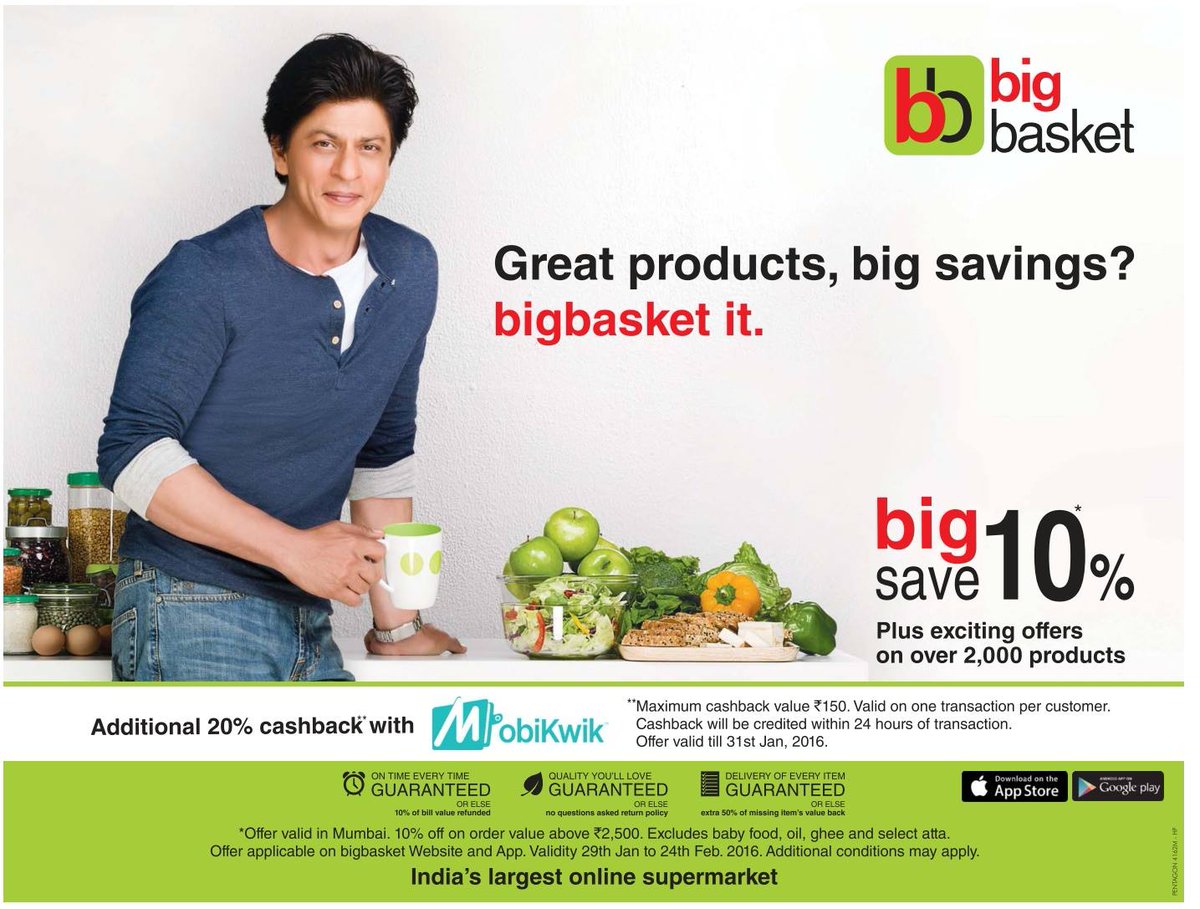 bb big
basket
Great products, big savings?
bigbasket it.
big
save 10%*
Plus exciting offers
on over 2,000 products
Additional 20% cashback** with MobiKwik
**Maximum cashback value ₹150. Valid on one transaction per customer.
Cashback will be credited within 24 hours of transaction.
Offer valid till 31st Jan, 2016.
ON TIME EVERY TIME
GUARANTEED
OR ELSE
10% of bill value refunded
QUALITY YOU'LL LOVE
GUARANTEED
OR ELSE
no questions asked return policy
DELIVERY OF EVERY ITEM
GUARANTEED
OR ELSE
extra 50% of missing item's value back
Download on the
App Store
ANDROID APP ON
Google play
*Offer valid in Mumbai. 10% off on order value above ₹2,500. Excludes baby food, oil, ghee and select atta.
Offer applicable on bigbasket Website and App. Validity 29th Jan to 24th Feb. 2016. Additional conditions may apply.
India's largest online supermarket
PENTAGON 4162M - HP